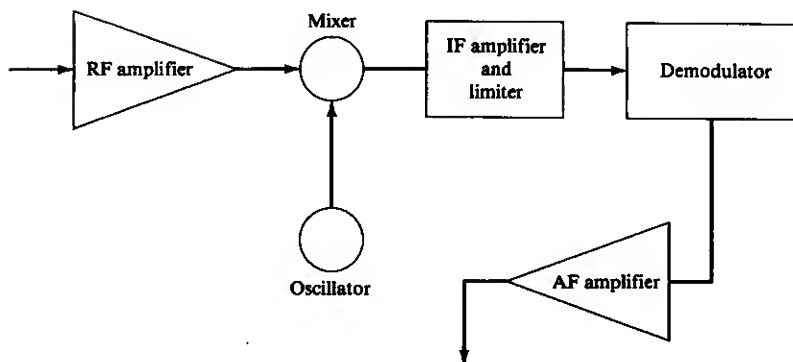 Mixer
RF amplifier
IF amplifier
and
limiter
Demodulator
Oscillator
AF amplifier